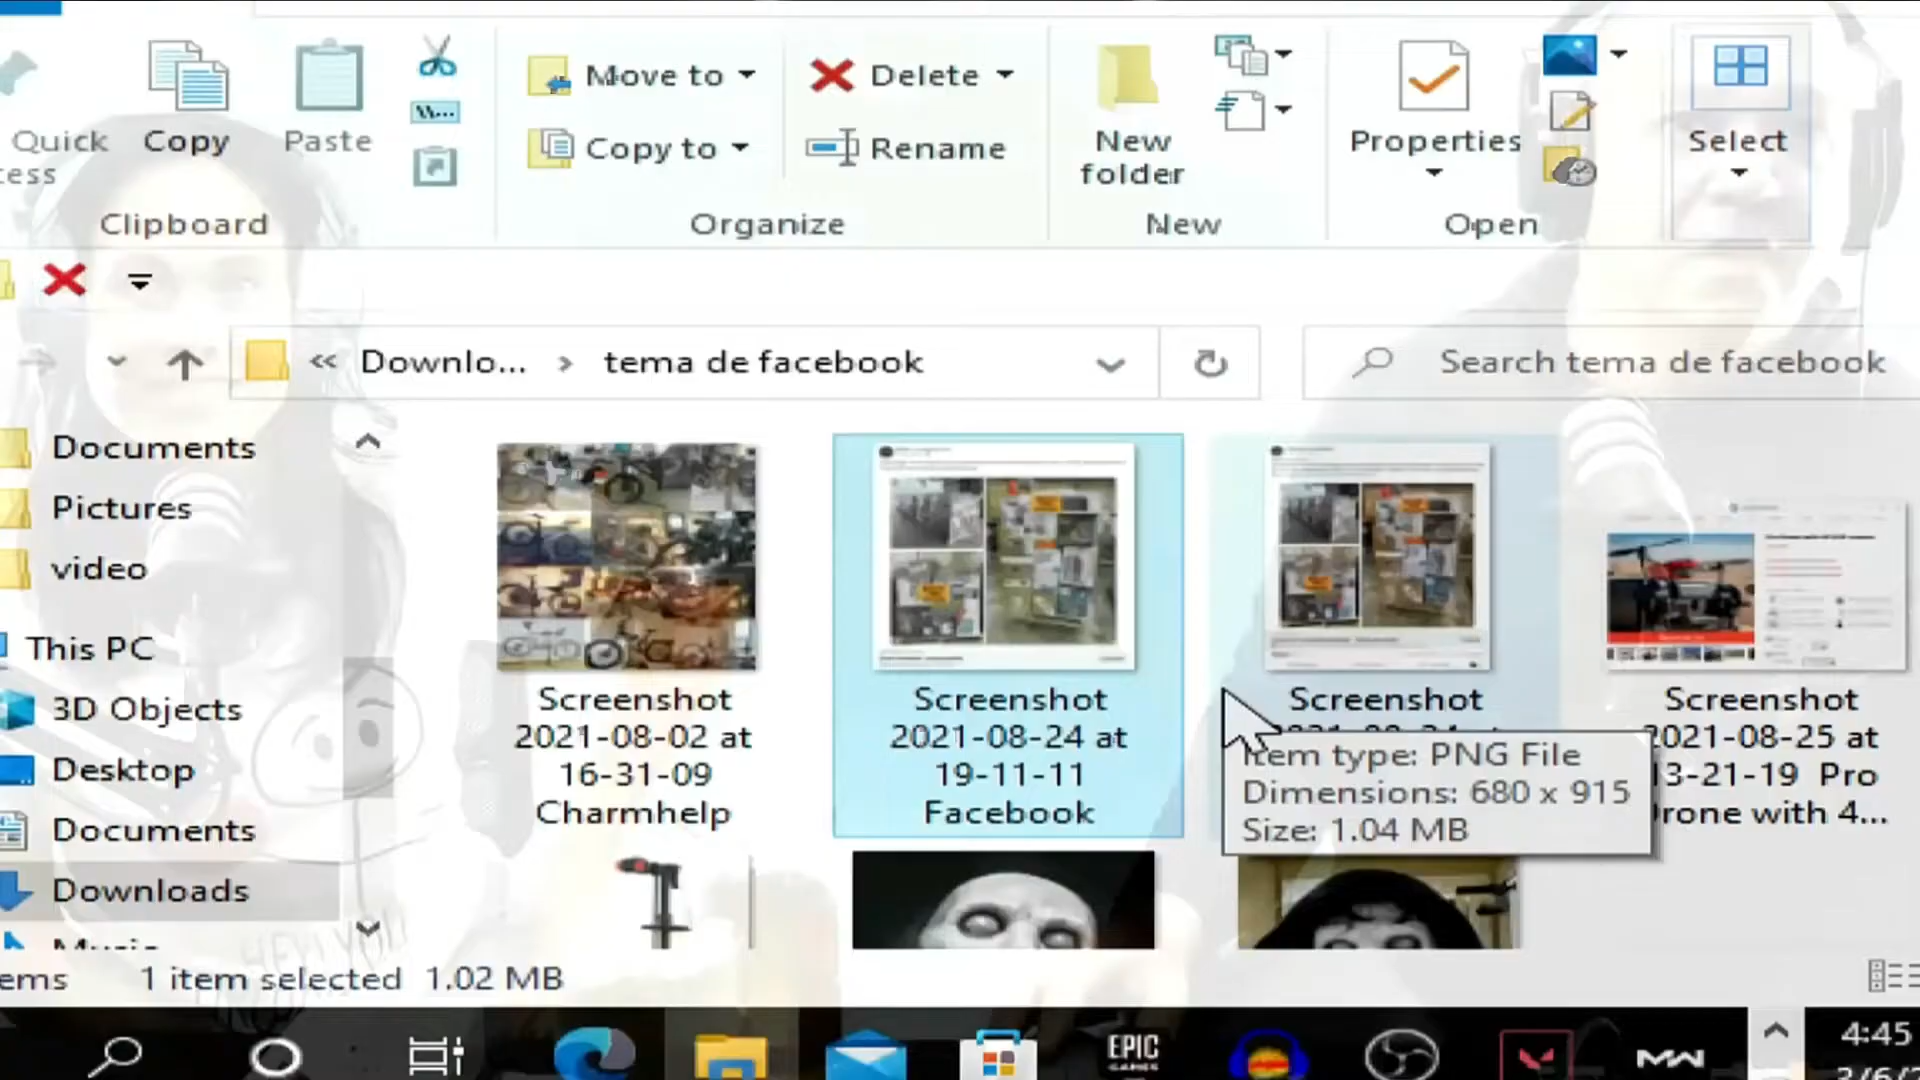 Move to
Delete
Quick
Copy
Paste
Copy to
Rename
New
folder
Properties
Select
Clipboard
Organize
New
Open
« Downlo... › tema de facebook
Search tema de facebook
Documents
Pictures
video
This PC
3D Objects
Desktop
Documents
Downloads
Screenshot
2021-08-02 at
16-31-09
Charmhelp
Screenshot
2021-08-24 at
19-11-11
Facebook
Screenshot
Item type: PNG File
Dimensions: 680 x 915
Size: 1.04 MB
Screenshot
2021-08-25 at
13-21-19 Pro
Drone with 4...
ems 1 item selected 1.02 MB
EPIC
GAMES
MW
4:45